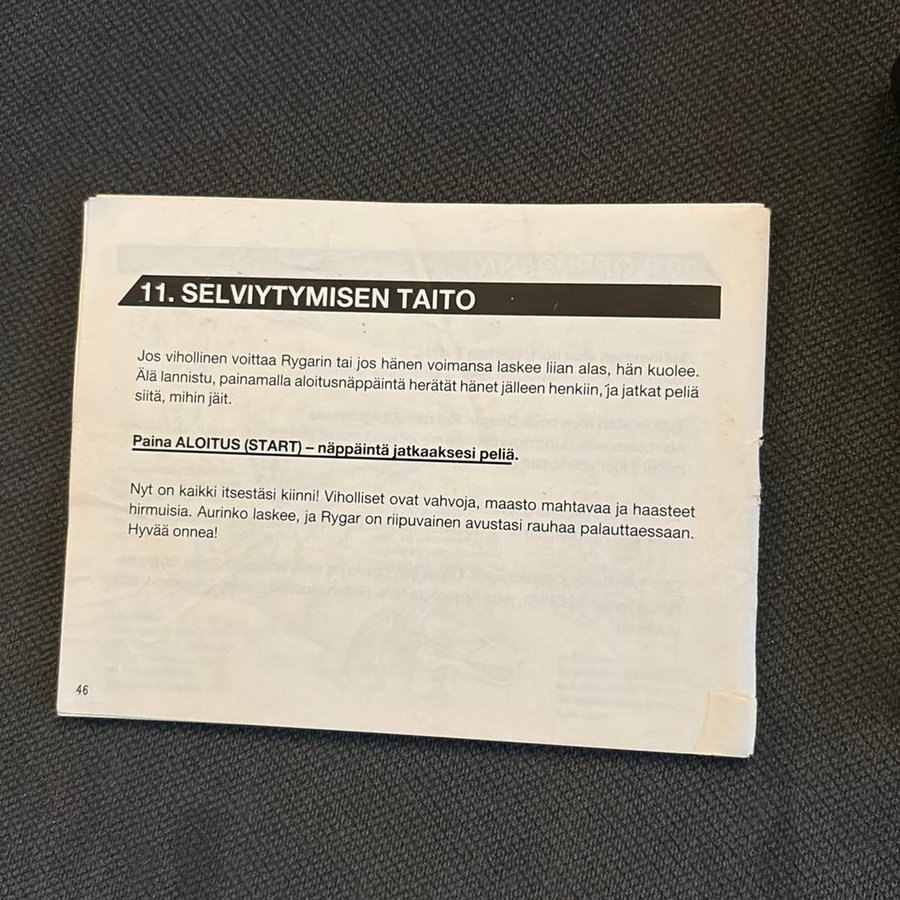 11. SELVIYTYMISEN TAITO
Jos vihollinen voittaa Rygarin tai jos hänen voimansa laskee liian alas, hän kuolee.
Älä lannistu, painamalla aloitusnäppäintä herätät hänet jälleen henkiin, ja jatkat peliä
siitä, mihin jäit.
Paina ALOITUS (START) – näppäintä jatkaaksesi peliä.
Nyt on kaikki itsestäsi kiinni! Viholliset ovat vahvoja, maasto mahtavaa ja haasteet
hirmuisia. Aurinko laskee, ja Rygar on riipuvainen avustasi rauhaa palauttaessaan.
Hyvää onnea!
46